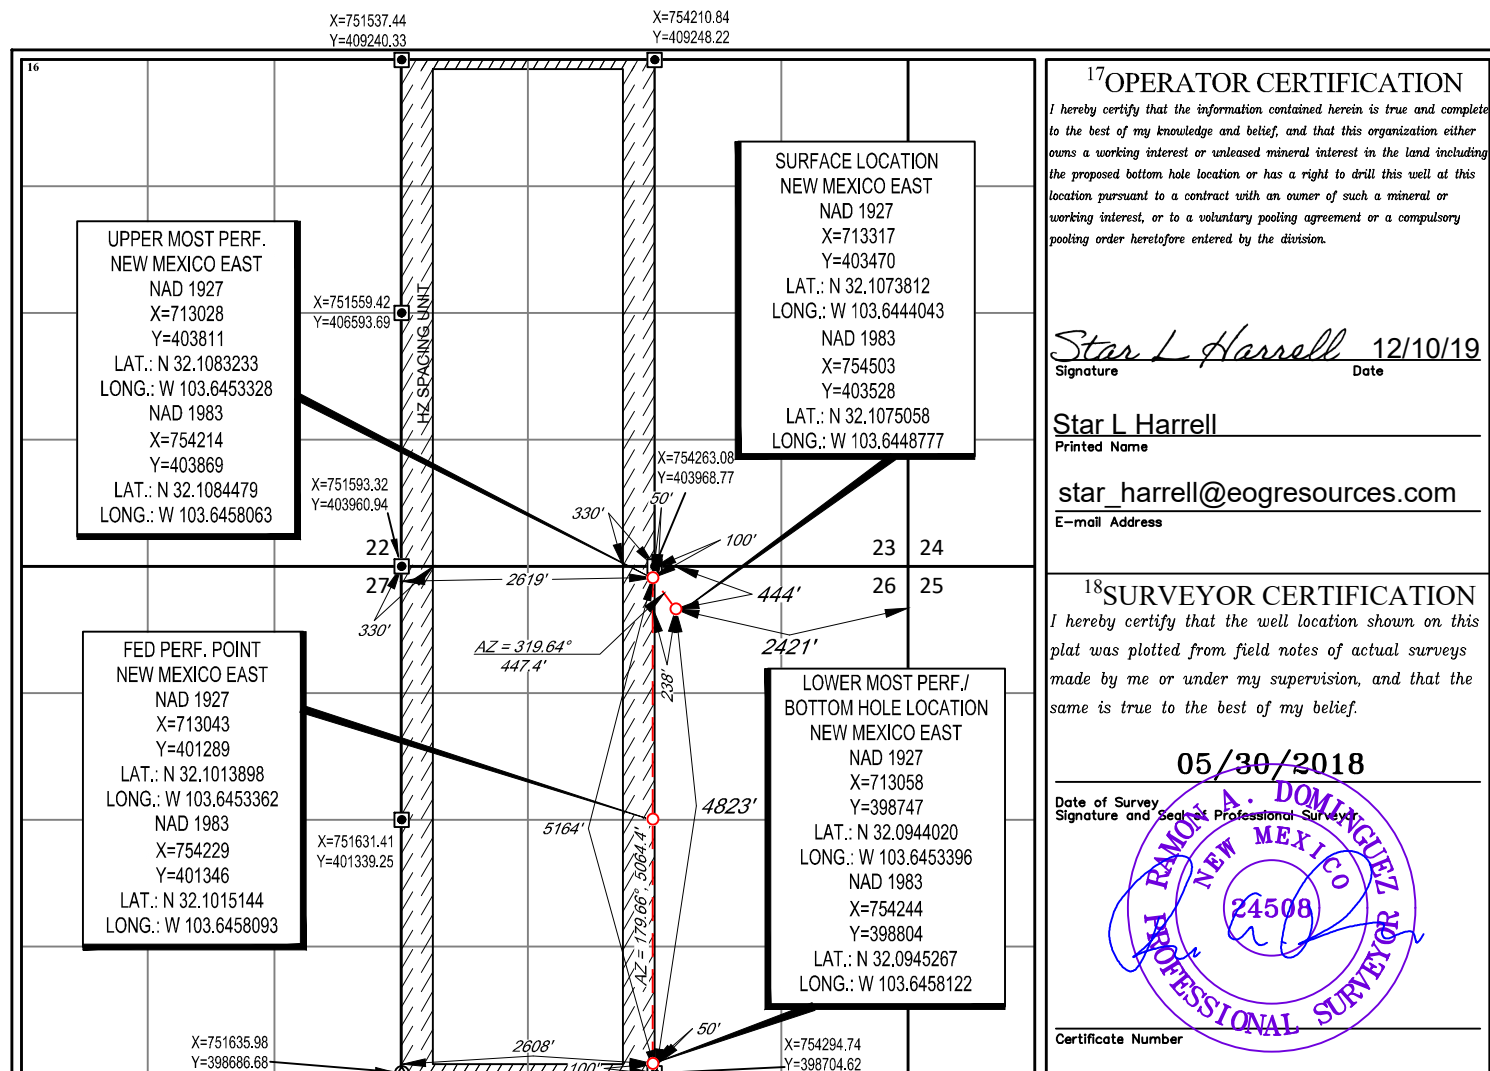 X=751537.44
Y=409240.33
X=754210.84
Y=409248.22
16
UPPER MOST PERF.
NEW MEXICO EAST
NAD 1927
X=713028
Y=403811
LAT.: N 32.1083233
LONG.: W 103.6453328
NAD 1983
X=754214
Y=403869
LAT.: N 32.1084479
LONG.: W 103.6458063
X=751559.42
Y=406593.69
HZ SPACING UNIT
SURFACE LOCATION
NEW MEXICO EAST
NAD 1927
X=713317
Y=403470
LAT.: N 32.1073812
LONG.: W 103.6444043
NAD 1983
X=754503
Y=403528
LAT.: N 32.1075058
LONG.: W 103.6448777
X=751593.32
Y=403960.94
X=754263.08
Y=403968.77
50'
330'
100'
22
23
24
27
26
25
2619'
444'
330'
2421'
AZ = 319.64°
447.4'
238'
FED PERF. POINT
NEW MEXICO EAST
NAD 1927
X=713043
Y=401289
LAT.: N 32.1013898
LONG.: W 103.6453362
NAD 1983
X=754229
Y=401346
LAT.: N 32.1015144
LONG.: W 103.6458093
X=751631.41
Y=401339.25
5164'
AZ = 179.66°, 5064.4'
4823'
LOWER MOST PERF./
BOTTOM HOLE LOCATION
NEW MEXICO EAST
NAD 1927
X=713058
Y=398747
LAT.: N 32.0944020
LONG.: W 103.6453396
NAD 1983
X=754244
Y=398804
LAT.: N 32.0945267
LONG.: W 103.6458122
X=751635.98
Y=398686.68
2608'
100'
50'
X=754294.74
Y=398704.62
17 OPERATOR CERTIFICATION
I hereby certify that the information contained herein is true and complete
to the best of my knowledge and belief, and that this organization either
owns a working interest or unleased mineral interest in the land including
the proposed bottom hole location or has a right to drill this well at this
location pursuant to a contract with an owner of such a mineral or
working interest, or to a voluntary pooling agreement or a compulsory
pooling order heretofore entered by the division.
Star L Harrell 12/10/19
Signature Date
Star L Harrell
Printed Name
star_harrell@eogresources.com
E-mail Address
18 SURVEYOR CERTIFICATION
I hereby certify that the well location shown on this
plat was plotted from field notes of actual surveys
made by me or under my supervision, and that the
same is true to the best of my belief.
05/30/2018
Date of Survey
Signature and Seal of Professional Surveyor:
RAMON A. DOMINGUEZ
NEW MEXICO
24508
PROFESSIONAL SURVEYOR
Certificate Number